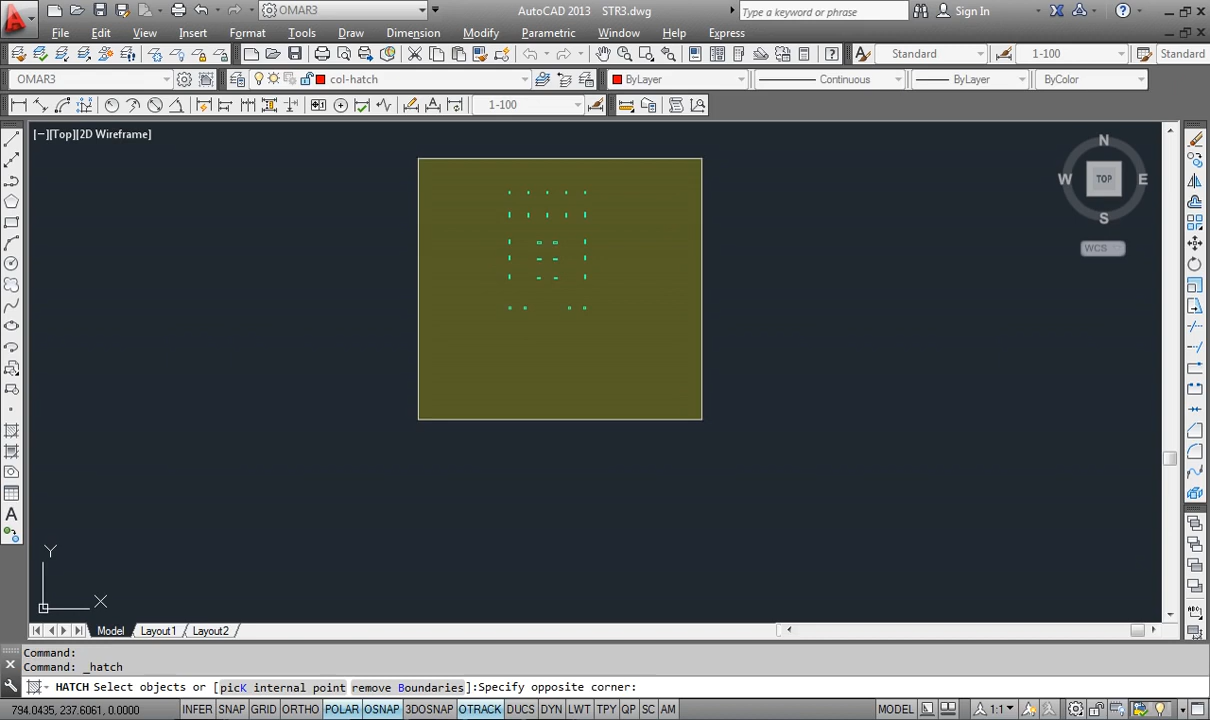 OMAR3
AutoCAD 2013 STR3.dwg
Type a keyword or phrase
Sign In
File Edit View Insert Format Tools Draw Dimension Modify Parametric Window Help Express
Standard
1-100
Standard
OMAR3
col-hatch
ByLayer
Continuous
ByLayer
ByColor
1-100
[−][Top][2D Wireframe]
N
W TOP E
S
WCS
Y
X
Model Layout1 Layout2
Command:
Command: _hatch
HATCH Select objects or [picK internal point remove Boundaries]:Specify opposite corner:
794.0435, 237.6061, 0.0000 INFER SNAP GRID ORTHO POLAR OSNAP 3DOSNAP OTRACK DUCS DYN LWT TPY QP SC AM MODEL 1:1